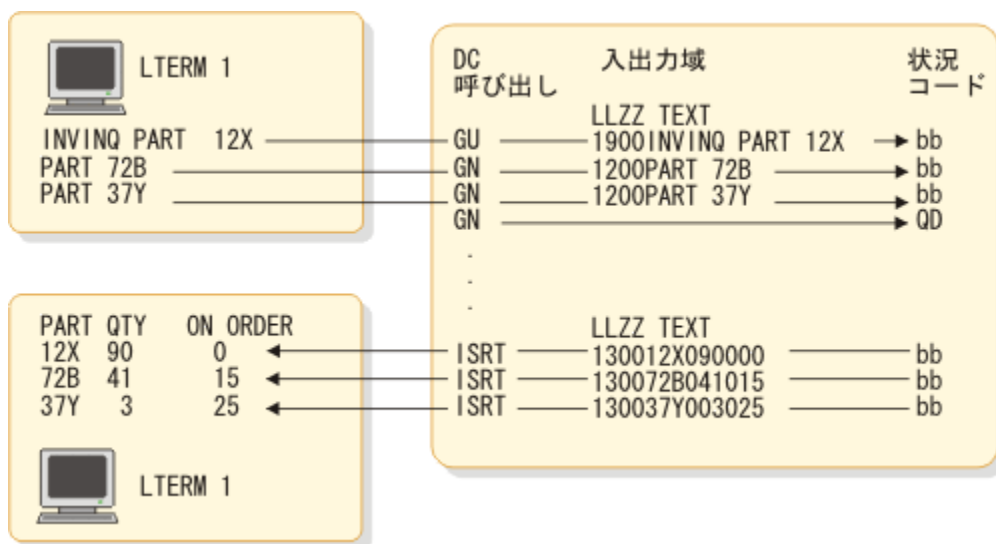 LTERM 1
INVINQ PART 12X
PART 72B
PART 37Y
DC 呼び出し 入出力域 状況コード
LLZZ TEXT
GU 1900INVINQ PART 12X bb
GN 1200PART 72B bb
GN 1200PART 37Y bb
GN QD
.
.
.
PART QTY ON ORDER
12X 90 0
72B 41 15
37Y 3 25
LTERM 1
LLZZ TEXT
ISRT 130012X090000 bb
ISRT 130072B041015 bb
ISRT 130037Y003025 bb